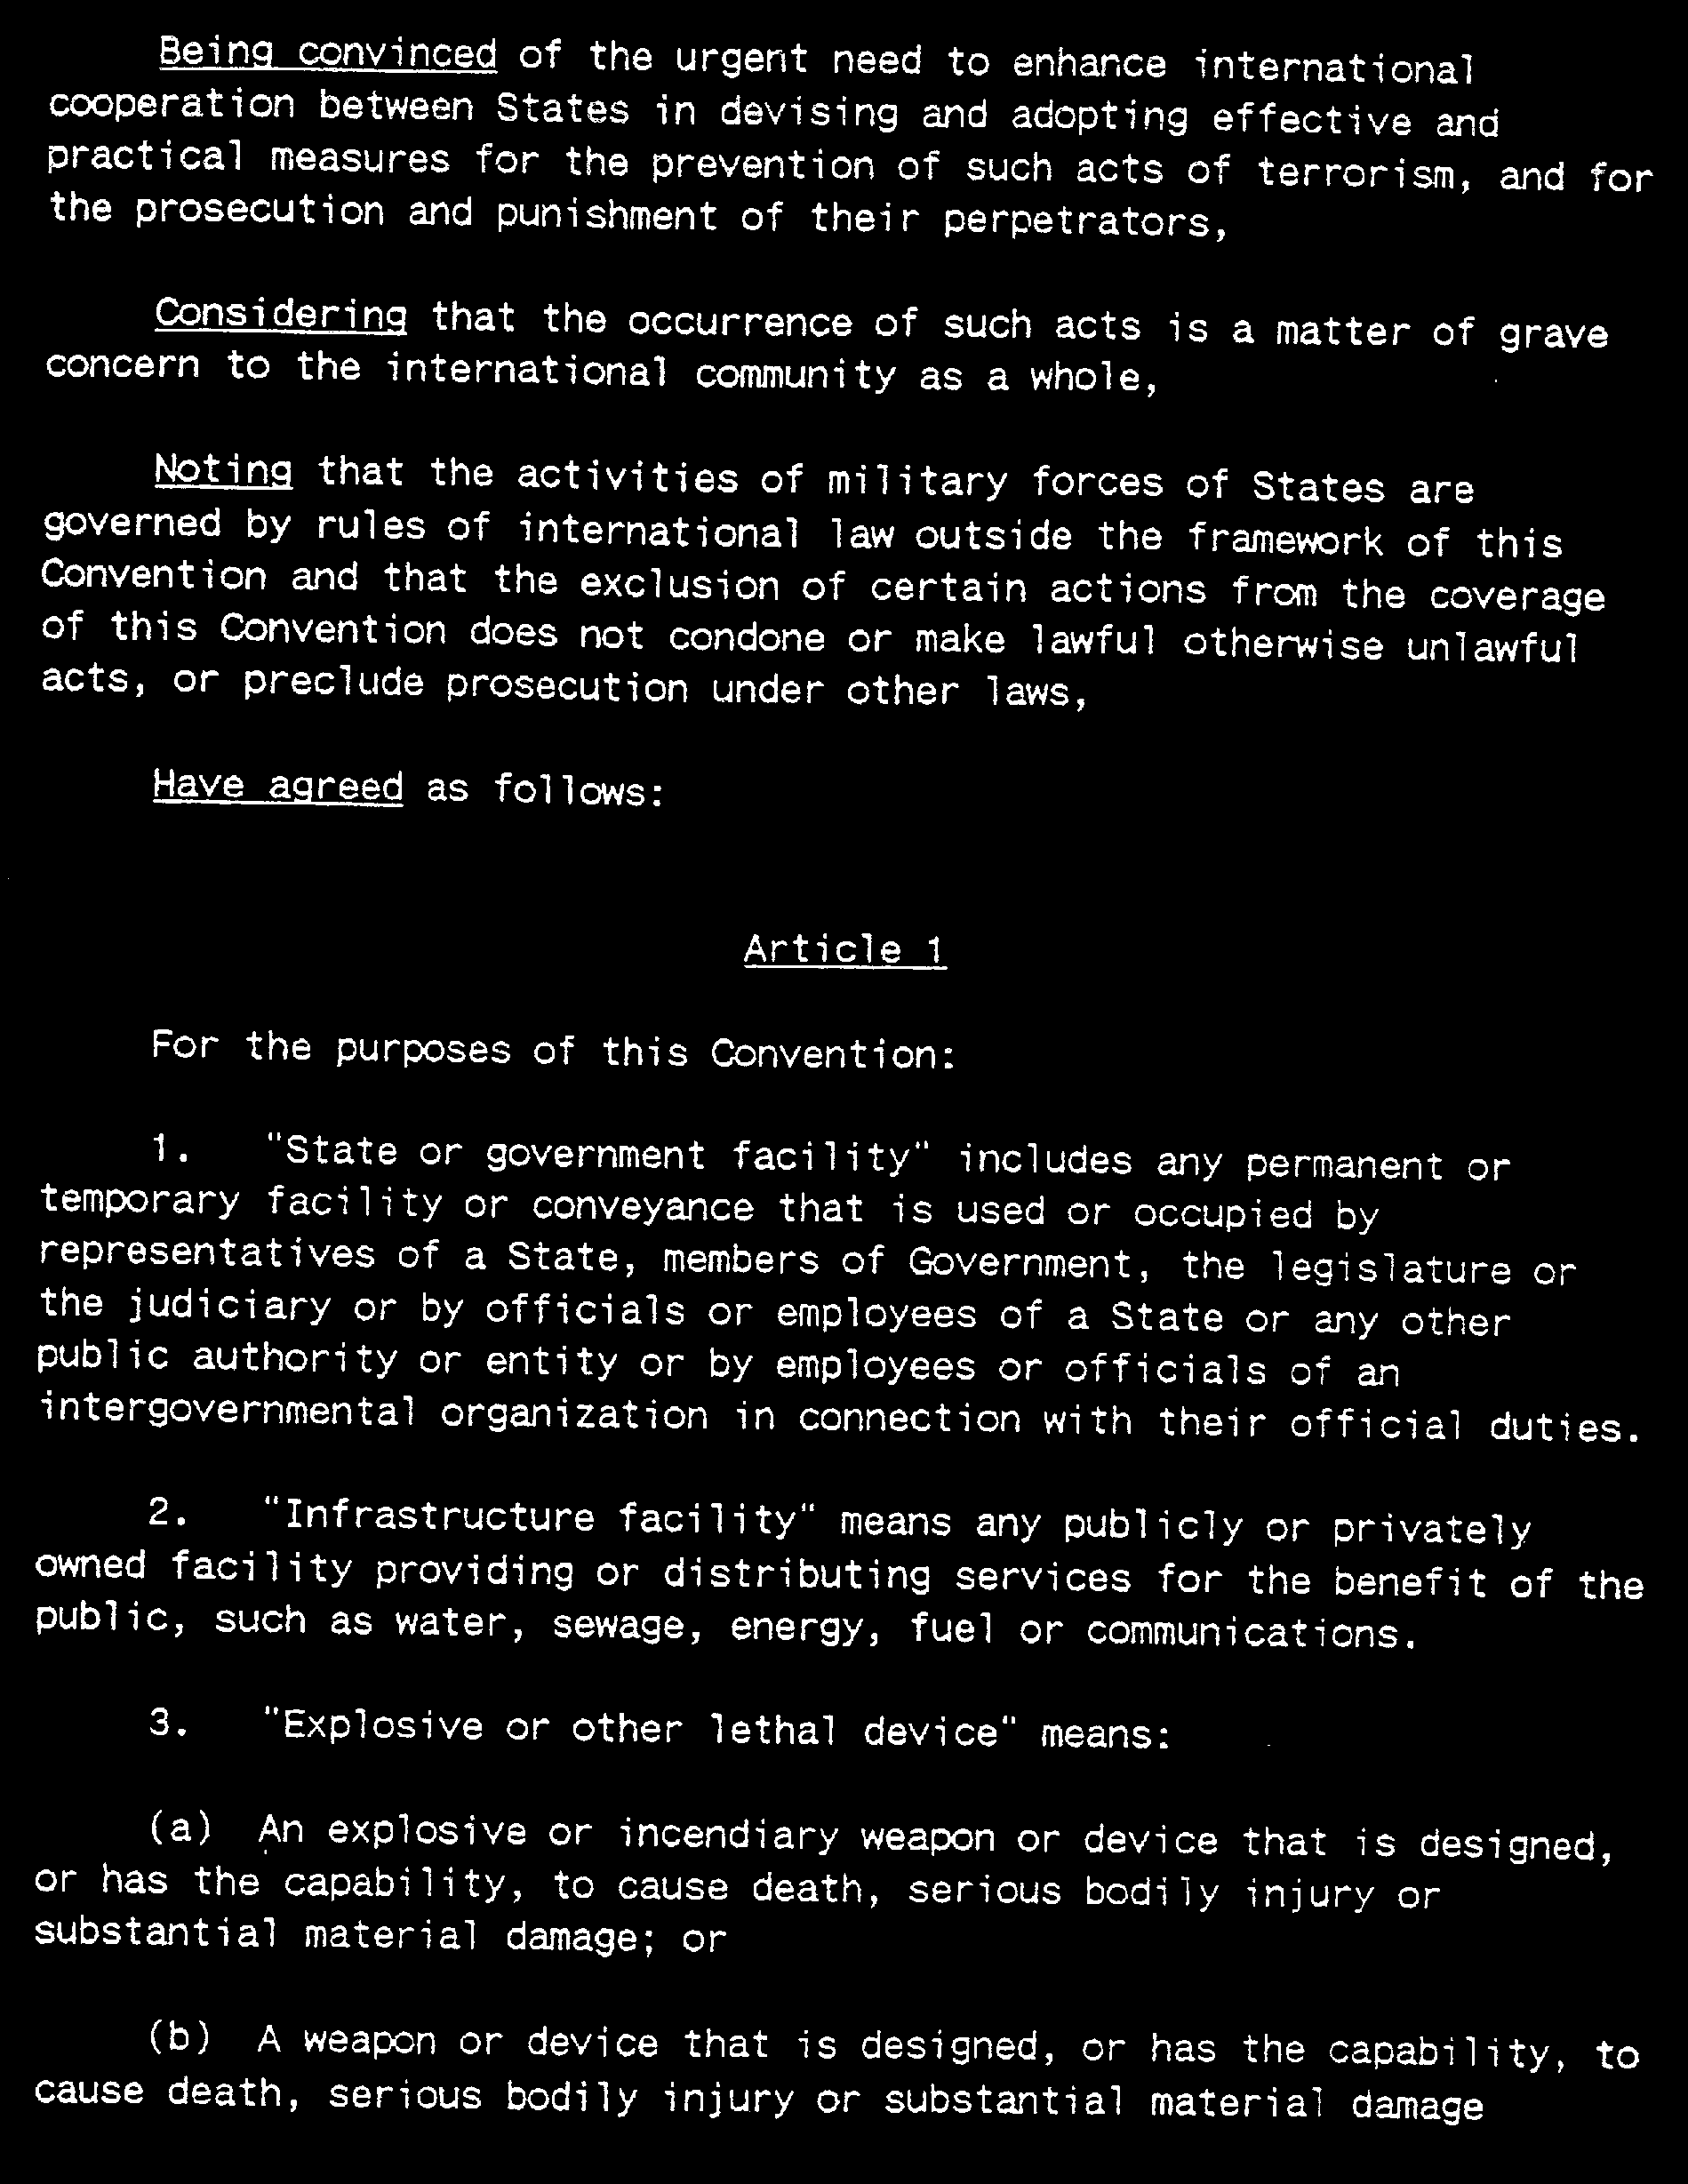 Being convinced of the urgent need to enhance international
cooperation between States in devising and adopting effective and
practical measures for the prevention of such acts of terrorism, and for
the prosecution and punishment of their perpetrators,
Considering that the occurrence of such acts is a matter of grave
concern to the international community as a whole,
Noting that the activities of military forces of States are
governed by rules of international law outside the framework of this
Convention and that the exclusion of certain actions from the coverage
of this Convention does not condone or make lawful otherwise unlawful
acts, or preclude prosecution under other laws,
Have agreed as follows:
Article 1
For the purposes of this Convention:
1. "State or government facility" includes any permanent or
temporary facility or conveyance that is used or occupied by
representatives of a State, members of Government, the legislature or
the judiciary or by officials or employees of a State or any other
public authority or entity or by employees or officials of an
intergovernmental organization in connection with their official duties.
2. "Infrastructure facility" means any publicly or privately
owned facility providing or distributing services for the benefit of the
public, such as water, sewage, energy, fuel or communications.
3. "Explosive or other lethal device" means:
(a) An explosive or incendiary weapon or device that is designed,
or has the capability, to cause death, serious bodily injury or
substantial material damage; or
(b) A weapon or device that is designed, or has the capability, to
cause death, serious bodily injury or substantial material damage